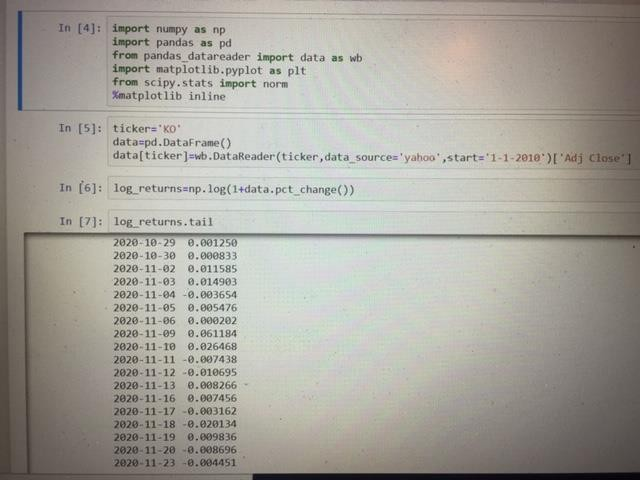 In [4]: import numpy as np
import pandas as pd
from pandas_datareader import data as wb
import matplotlib.pyplot as plt
from scipy.stats import norm
%matplotlib inline
In [5]: ticker='KO'
data=pd.DataFrame()
data[ticker]=wb.DataReader(ticker,data_source='yahoo',start='1-1-2010')['Adj Close']
In [6]: log_returns=np.log(1+data.pct_change())
In [7]: log_returns.tail
2020-10-29 0.001250
2020-10-30 0.000833
2020-11-02 0.011585
2020-11-03 0.014903
2020-11-04 -0.003654
2020-11-05 0.005476
2020-11-06 0.000202
2020-11-09 0.061184
2020-11-10 0.026468
2020-11-11 -0.007438
2020-11-12 -0.010695
2020-11-13 0.008266
2020-11-16 0.007456
2020-11-17 -0.003162
2020-11-18 -0.020134
2020-11-19 0.009836
2020-11-20 -0.008696
2020-11-23 -0.004451